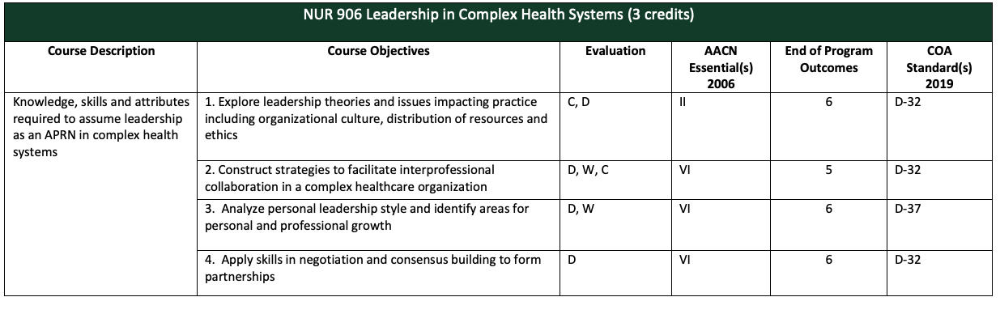 NUR 906 Leadership in Complex Health Systems (3 credits)
Course Description
Course Objectives
Evaluation
AACN
Essential(s)
2006
End of Program
Outcomes
COA
Standard(s)
2019
Knowledge, skills and attributes
required to assume leadership
as an APRN in complex health
systems
1. Explore leadership theories and issues impacting practice
including organizational culture, distribution of resources and
ethics
C, D
II
6
D-32
2. Construct strategies to facilitate interprofessional
collaboration in a complex healthcare organization
D, W, C
VI
5
D-32
3. Analyze personal leadership style and identify areas for
personal and professional growth
D, W
VI
6
D-37
4. Apply skills in negotiation and consensus building to form
partnerships
D
VI
6
D-32